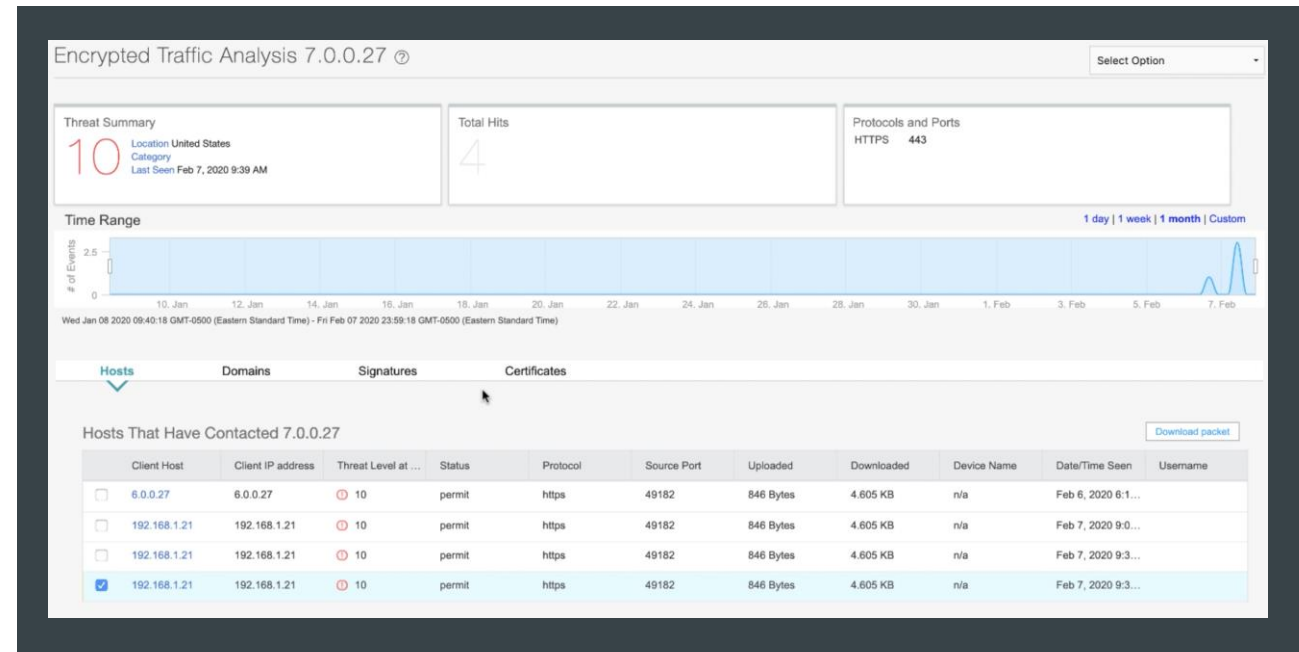 Encrypted Traffic Analysis 7.0.0.27 ?
Select Option
Threat Summary
10
Location United States
Category
Last Seen Feb 7, 2020 9:39 AM
Total Hits
4
Protocols and Ports
HTTPS 443
Time Range
1 day | 1 week | 1 month | Custom
# of Events
2.5
0
10. Jan 12. Jan 14. Jan 16. Jan 18. Jan 20. Jan 22. Jan 24. Jan 26. Jan 28. Jan 30. Jan 1. Feb 3. Feb 5. Feb 7. Feb
Wed Jan 08 2020 09:40:18 GMT-0500 (Eastern Standard Time) - Fri Feb 07 2020 23:59:18 GMT-0500 (Eastern Standard Time)
Hosts Domains Signatures Certificates
Hosts That Have Contacted 7.0.0.27
Download packet
Client Host Client IP address Threat Level at ... Status Protocol Source Port Uploaded Downloaded Device Name Date/Time Seen Username
6.0.0.27 6.0.0.27 10 permit https 49182 846 Bytes 4.605 KB n/a Feb 6, 2020 6:1...
192.168.1.21 192.168.1.21 10 permit https 49182 846 Bytes 4.605 KB n/a Feb 7, 2020 9:0...
192.168.1.21 192.168.1.21 10 permit https 49182 846 Bytes 4.605 KB n/a Feb 7, 2020 9:3...
192.168.1.21 192.168.1.21 10 permit https 49182 846 Bytes 4.605 KB n/a Feb 7, 2020 9:3...